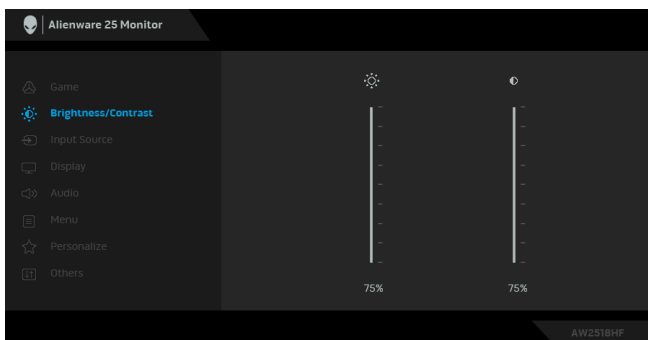 Alienware 25 Monitor
Game
Brightness/Contrast
Input Source
Display
Audio
Menu
Personalize
Others
75%
75%
AW2518HF